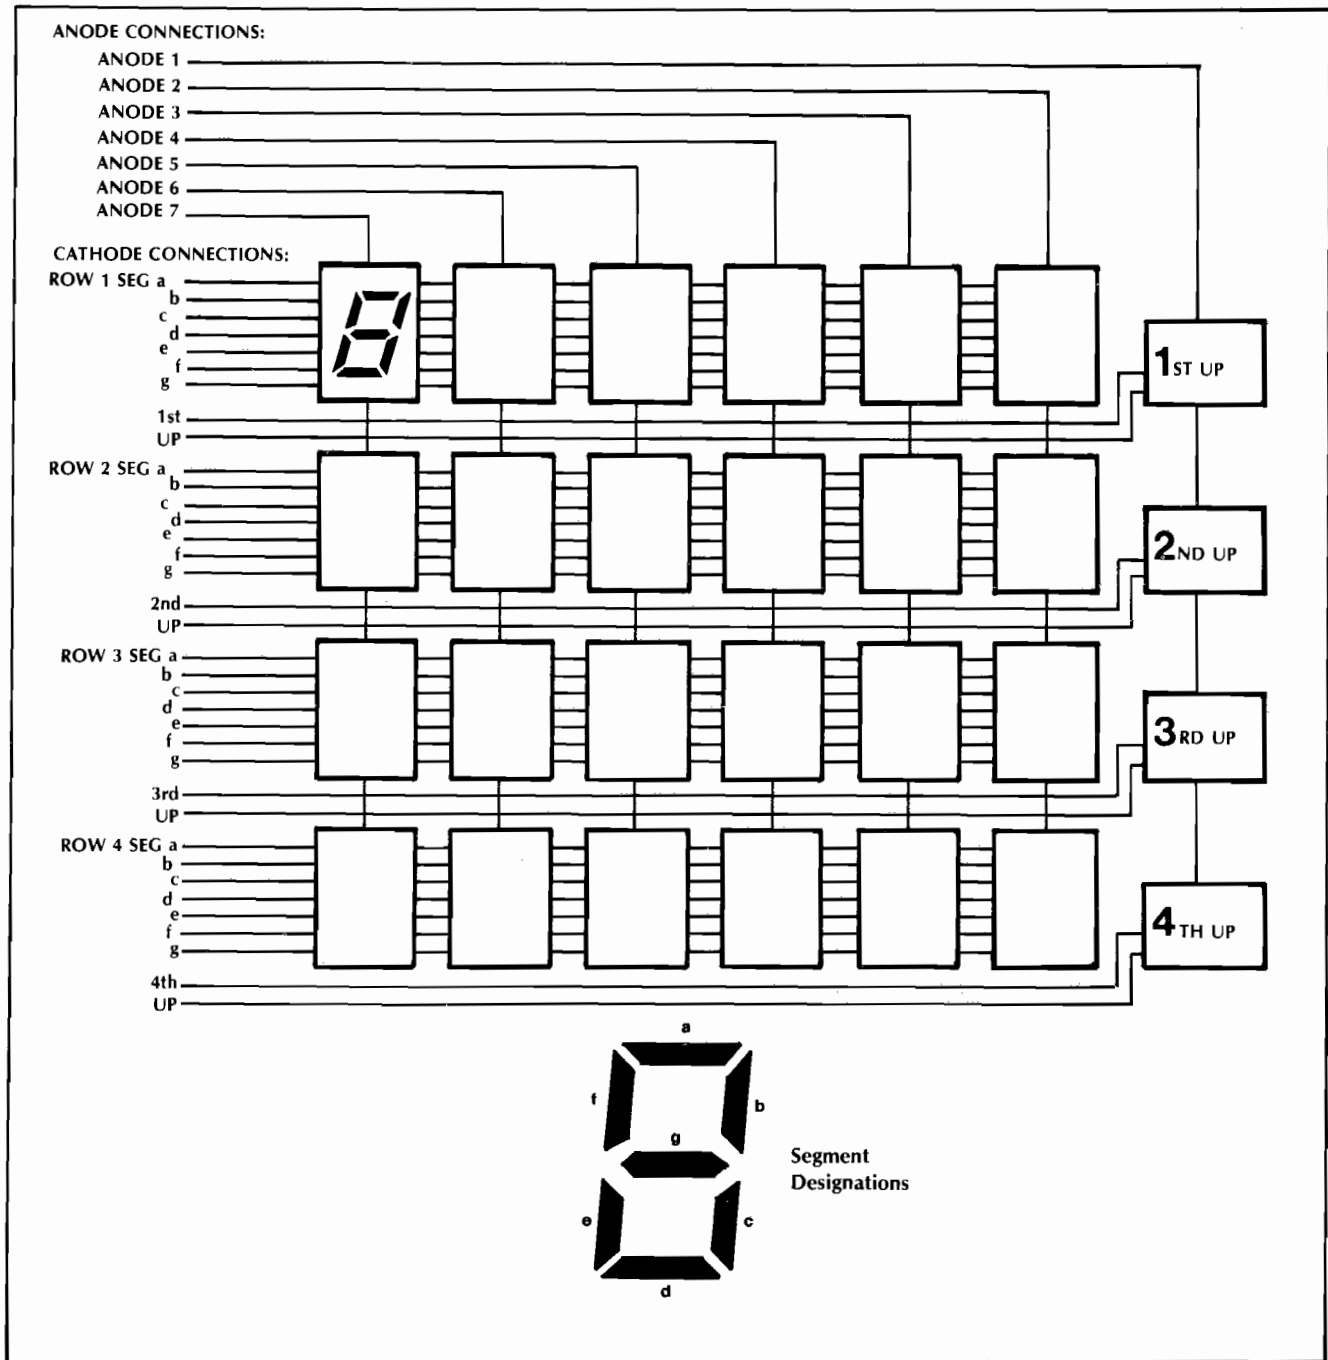 ANODE CONNECTIONS:
ANODE 1
ANODE 2
ANODE 3
ANODE 4
ANODE 5
ANODE 6
ANODE 7
CATHODE CONNECTIONS:
ROW 1 SEG a
b
c
d
e
f
g
1ST UP
1st
UP
ROW 2 SEG a
b
c
d
e
f
g
2ND UP
2nd
UP
ROW 3 SEG a
b
c
d
e
f
g
3RD UP
3rd
UP
ROW 4 SEG a
b
c
d
e
f
g
4TH UP
4th
UP
a
f
b
g
Segment
Designations
e
c
d